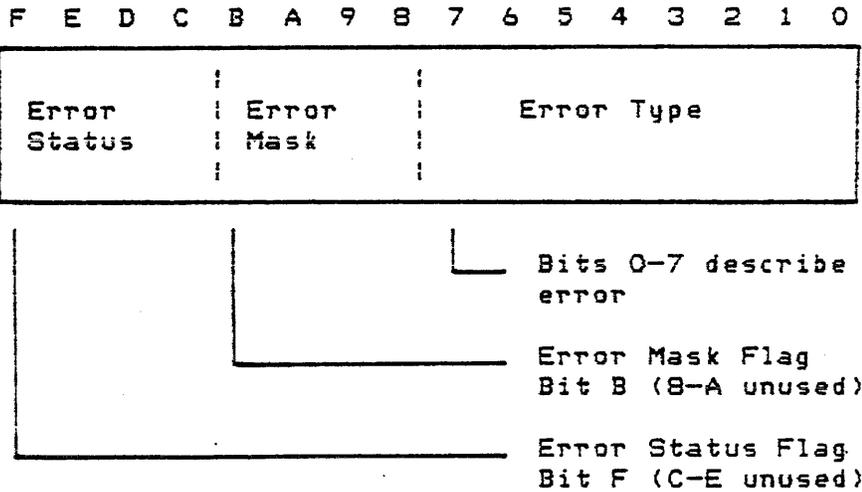 F E D C B A 9 8 7 6 5 4 3 2 1 0
Error Error Error Type
Status Mask
Bits 0-7 describe
error
Error Mask Flag
Bit B (8-A unused)
Error Status Flag
Bit F (C-E unused)